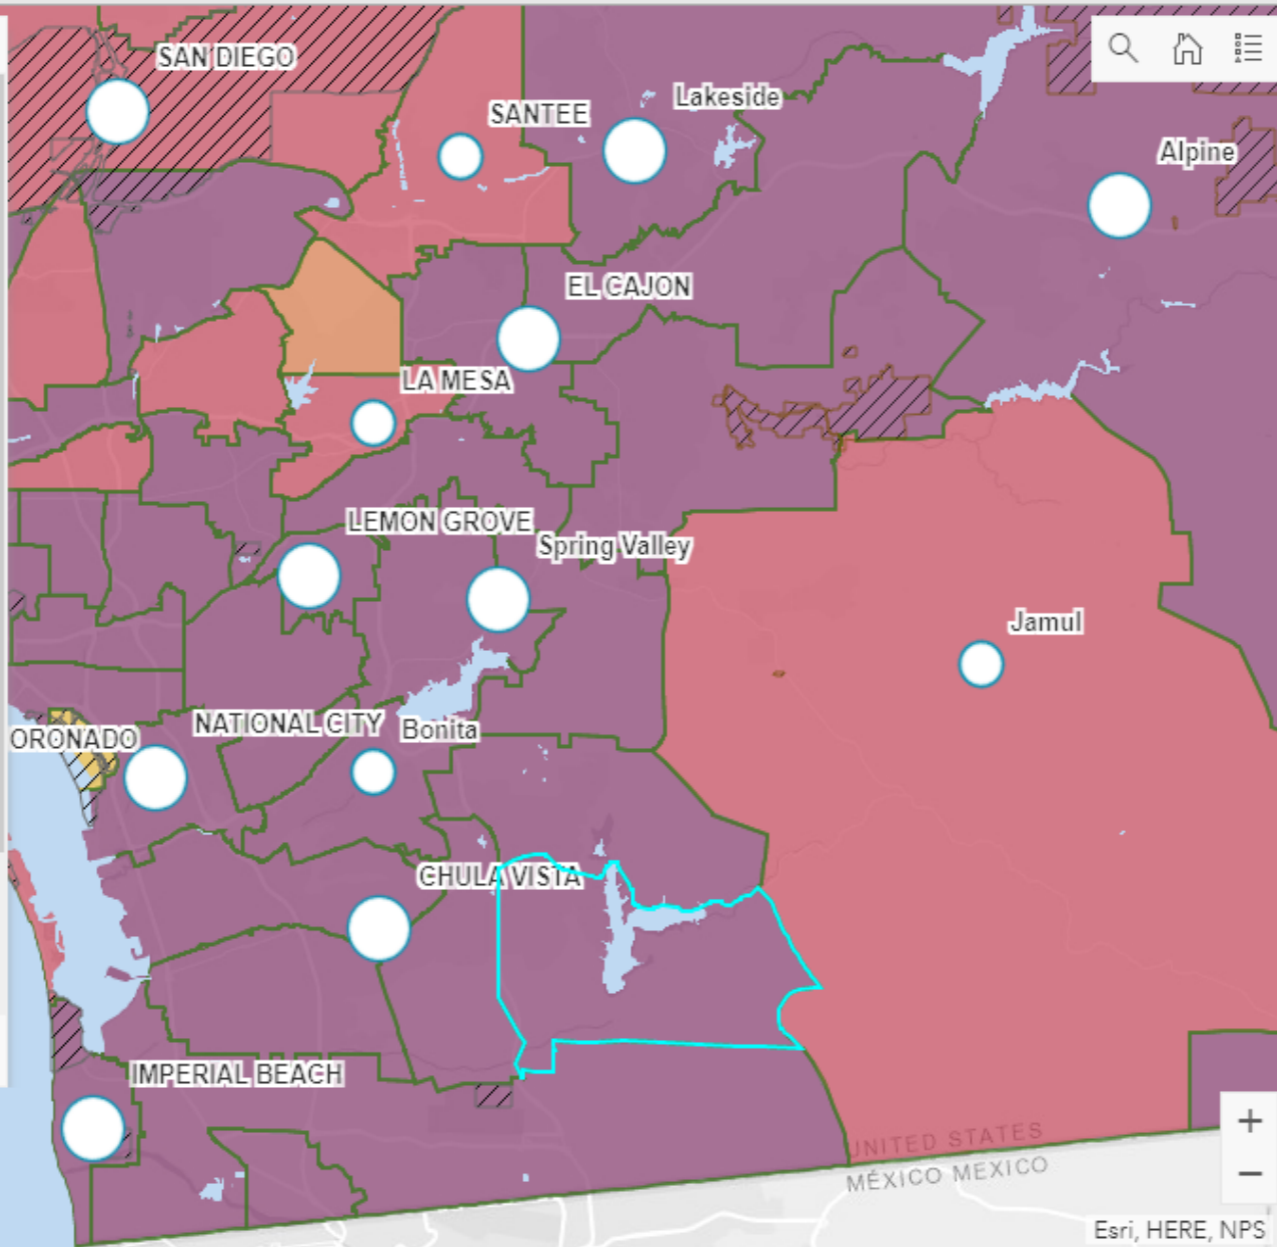 SAN DIEGO
SANTEE
Lakeside
Alpine
EL CAJON
LA MESA
LEMON GROVE
Spring Valley
Jamul
NATIONAL CITY
Bonita
ORONADO
CHULA VISTA
IMPERIAL BEACH
+
UNITED STATES
−
MÉXICO MEXICO
Esri, HERE, NPS